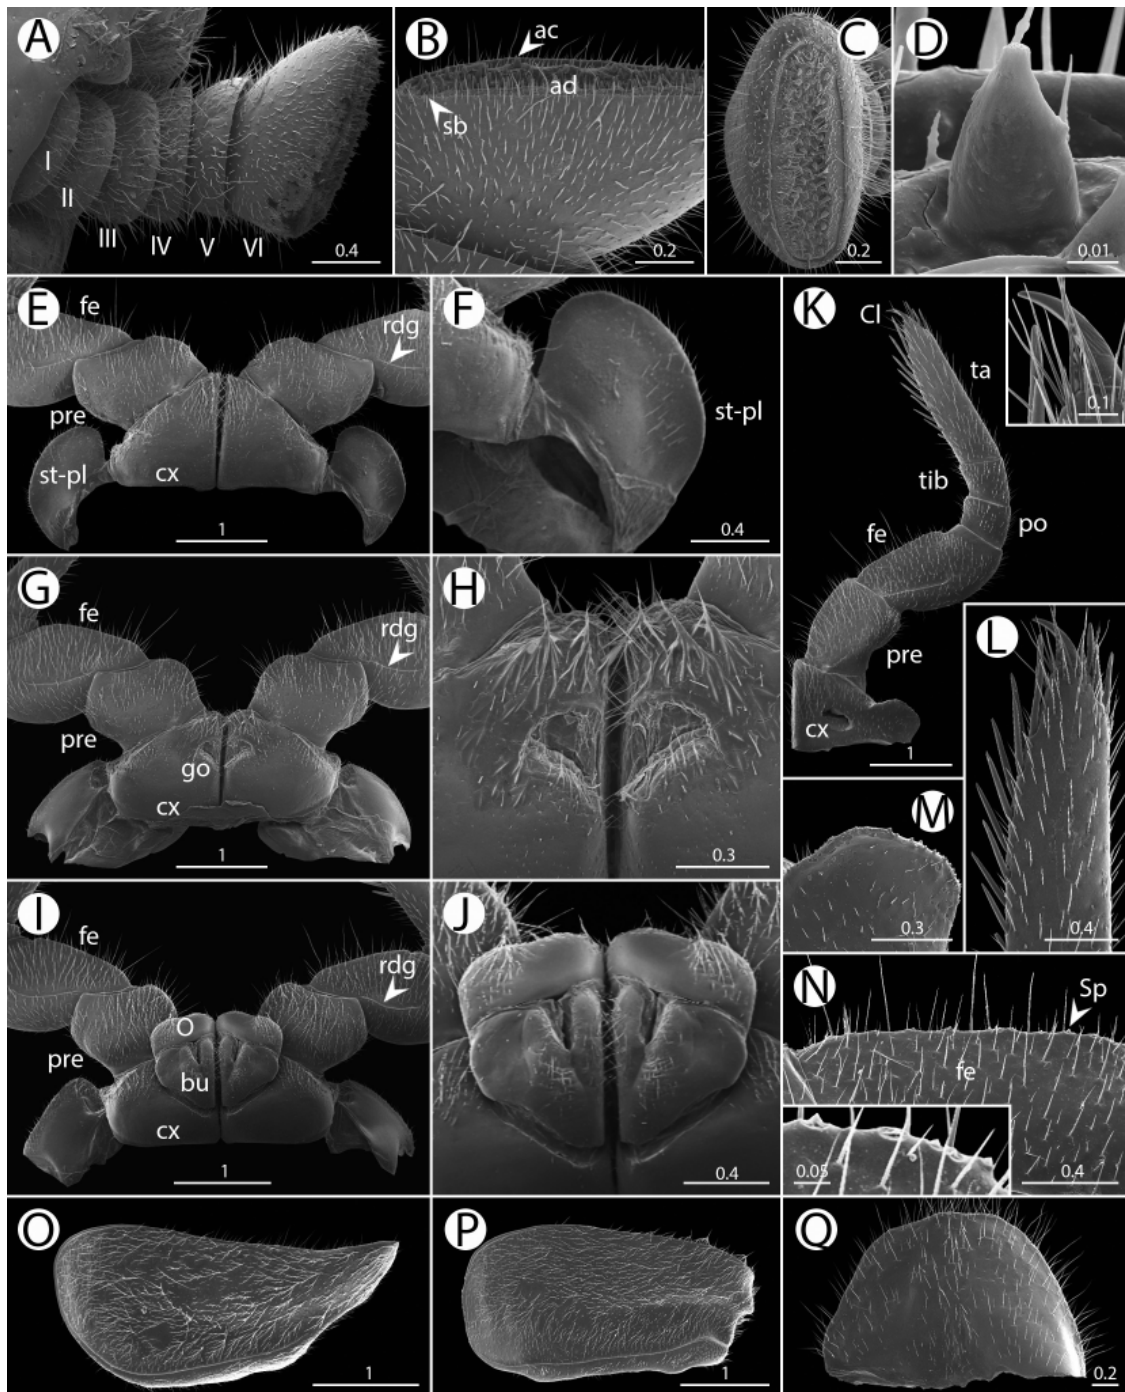 A
I
II
III
IV
V
VI
0.4
B
ac
ad
sb
0.2
C
0.2
D
0.01
E
fe
rdg
pre
st-pl
cx
1
F
st-pl
0.4
K
Cl
0.1
ta
tib
po
fe
pre
cx
1
G
fe
rdg
pre
go
cx
1
H
0.3
L
0.4
M
0.3
I
fe
rdg
O
pre
bu
cx
1
J
0.4
N
Sp
fe
0.05
0.4
O
1
P
1
Q
0.2